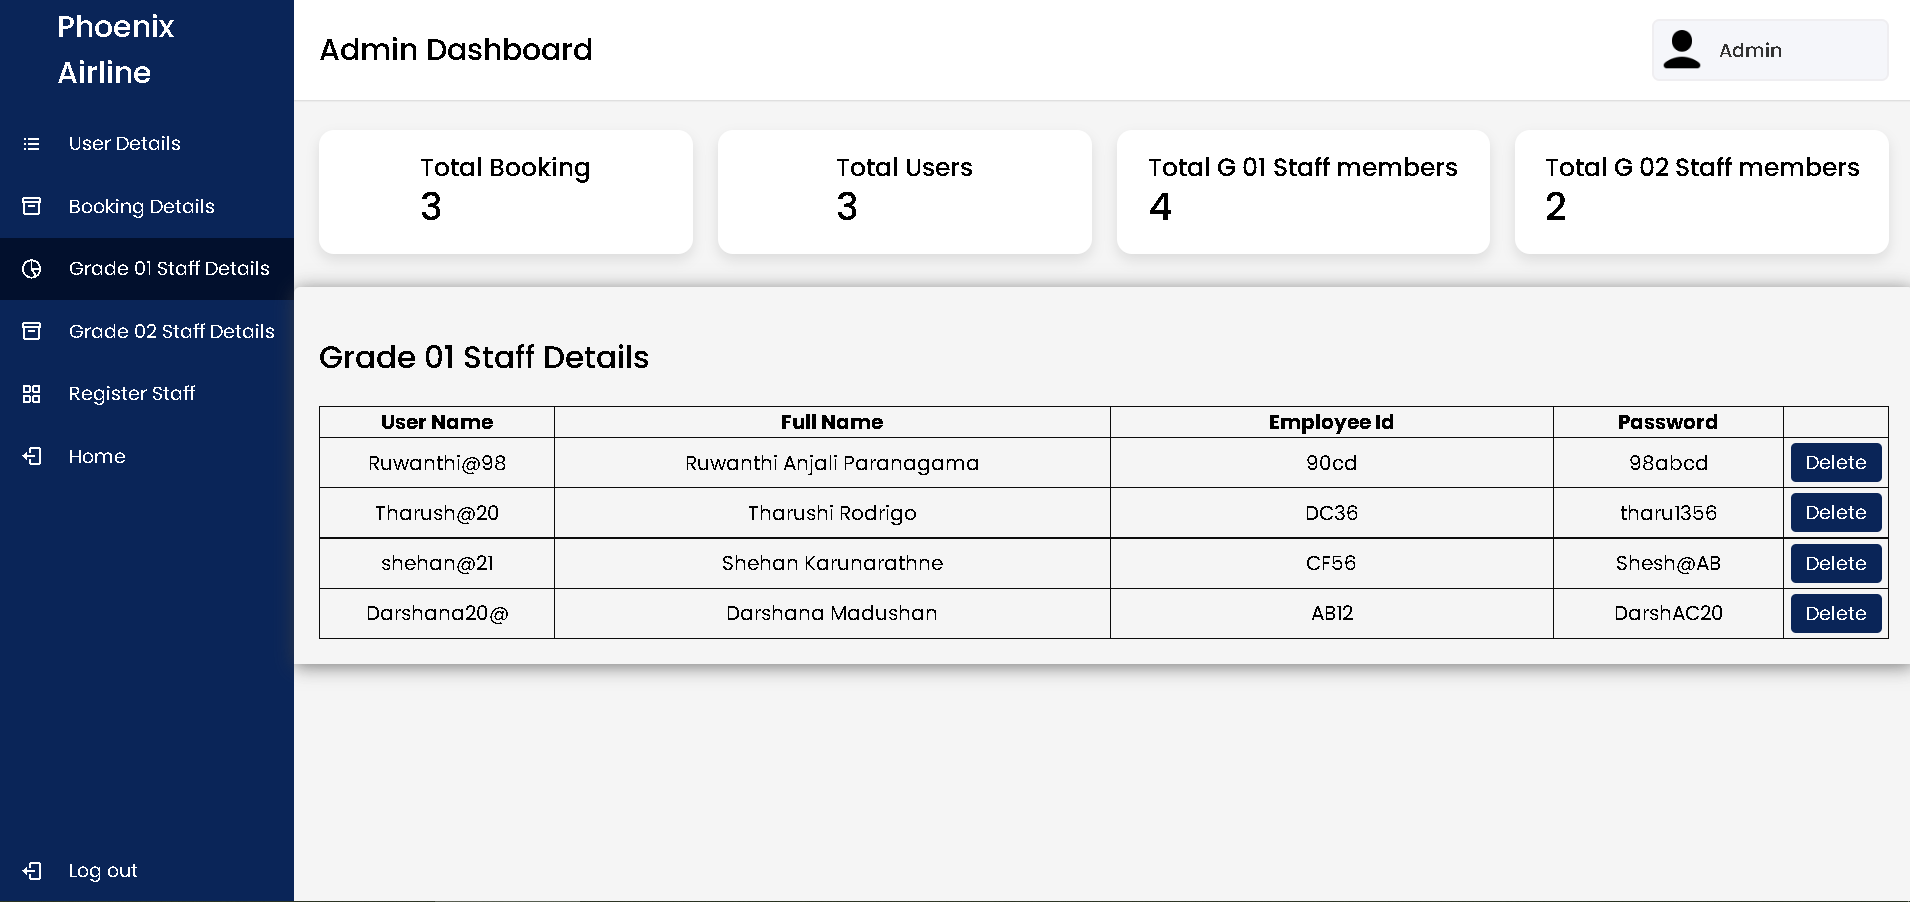 Phoenix
Airline
User Details
Booking Details
Grade 01 Staff Details
Grade 02 Staff Details
Register Staff
Home
Log out
Admin Dashboard
Admin
Total Booking
3
Total Users
3
Total G 01 Staff members
4
Total G 02 Staff members
2
Grade 01 Staff Details
User Name Full Name Employee Id Password
Ruwanthi@98 Ruwanthi Anjali Paranagama 90cd 98abcd Delete
Tharush@20 Tharushi Rodrigo DC36 tharu1356 Delete
shehan@21 Shehan Karunarathne CF56 Shesh@AB Delete
Darshana20@ Darshana Madushan AB12 DarshAC20 Delete